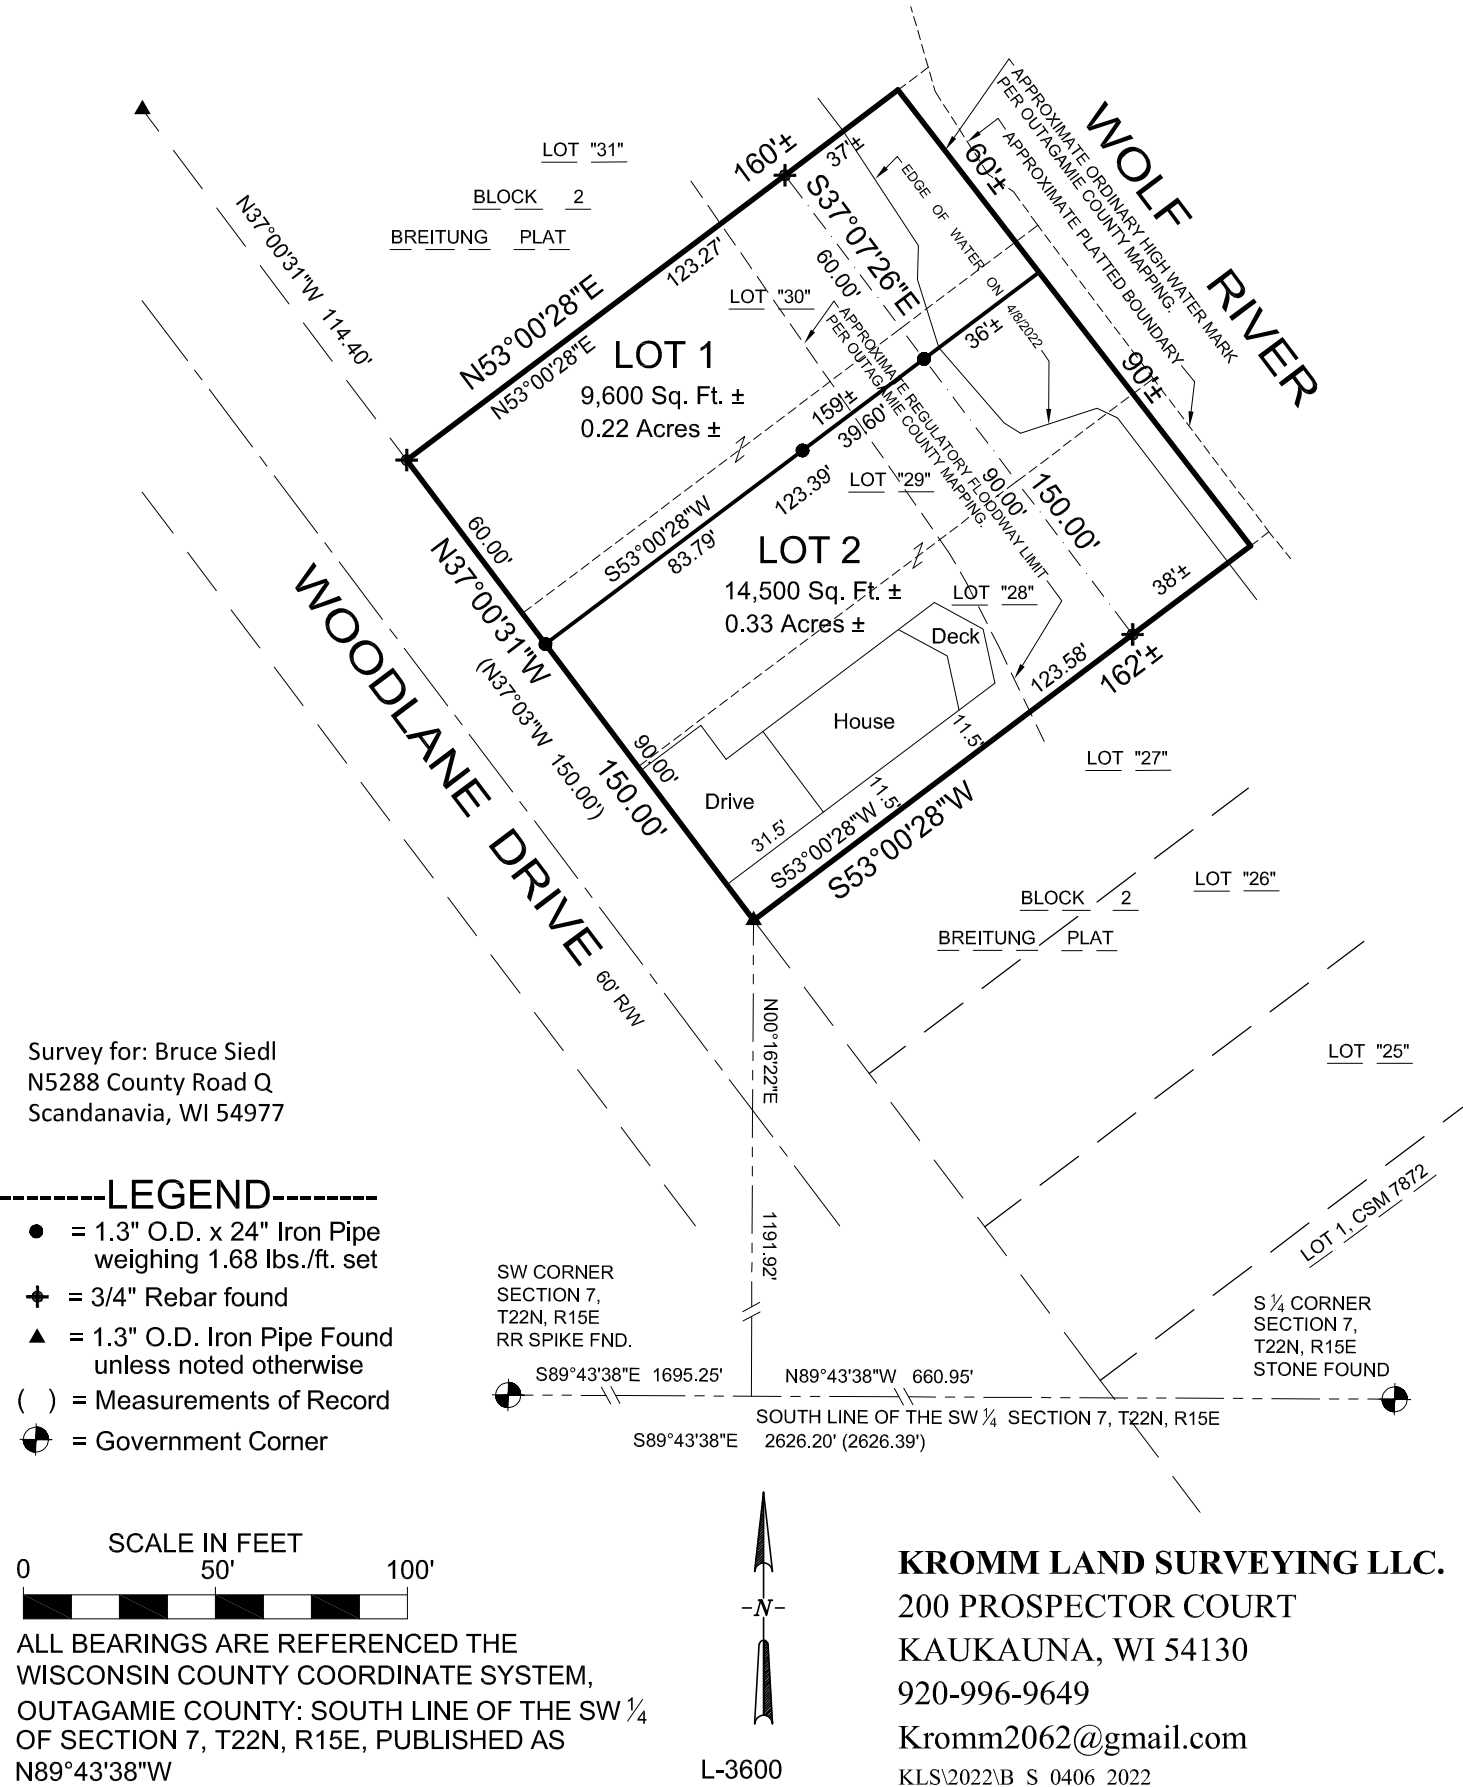 WOLF RIVER
APPROXIMATE ORDINARY HIGH WATER MARK
PER OUTAGAMIE COUNTY MAPPING.
APPROXIMATE PLATTED BOUNDARY
60'±
90'±
EDGE OF WATER ON 4/8/2022
LOT "31"
BLOCK 2
BREITUNG PLAT
N37°00'31"W 114.40'
160'±
37'±
N53°00'28"E
N53°00'28"E
123.27'
S37°07'26"E
60.00'
LOT "30"
LOT 1
9,600 Sq. Ft. ±
0.22 Acres ±
APPROXIMATE REGULATORY FLOODWAY LIMIT
PER OUTAGAMIE COUNTY MAPPING.
36'±
159'±
39.60'
123.39'
S53°00'28"W
83.79'
LOT "29"
90.00'
150.00'
LOT 2
14,500 Sq. Ft. ±
0.33 Acres ±
LOT "28"
38'±
Deck
House
Drive
11.5'
11.5'
31.5'
123.58'
162'±
S53°00'28"W
S53°00'28"W
60.00'
N37°00'31"W
(N37°03"W 150.00')
90.00'
150.00'
WOODLANE DRIVE
60' R/W
LOT "27"
BLOCK 2
BREITUNG PLAT
LOT "26"
LOT "25"
LOT 1, CSM 7872
N00°16'22"E
1191.92'
Survey for: Bruce Siedl
N5288 County Road Q
Scandanavia, WI 54977
--------LEGEND--------
= 1.3" O.D. x 24" Iron Pipe
weighing 1.68 lbs./ft. set
= 3/4" Rebar found
= 1.3" O.D. Iron Pipe Found
unless noted otherwise
( ) = Measurements of Record
= Government Corner
SW CORNER
SECTION 7,
T22N, R15E
RR SPIKE FND.
S 1/4 CORNER
SECTION 7,
T22N, R15E
STONE FOUND
S89°43'38"E 1695.25'
N89°43'38"W 660.95'
SOUTH LINE OF THE SW 1/4 SECTION 7, T22N, R15E
S89°43'38"E 2626.20' (2626.39')
SCALE IN FEET
0 50' 100'
ALL BEARINGS ARE REFERENCED THE
WISCONSIN COUNTY COORDINATE SYSTEM,
OUTAGAMIE COUNTY: SOUTH LINE OF THE SW 1/4
OF SECTION 7, T22N, R15E, PUBLISHED AS
N89°43'38"W
-N-
L-3600
KROMM LAND SURVEYING LLC.
200 PROSPECTOR COURT
KAUKAUNA, WI 54130
920-996-9649
Kromm2062@gmail.com
KLS\2022\B_S_0406_2022